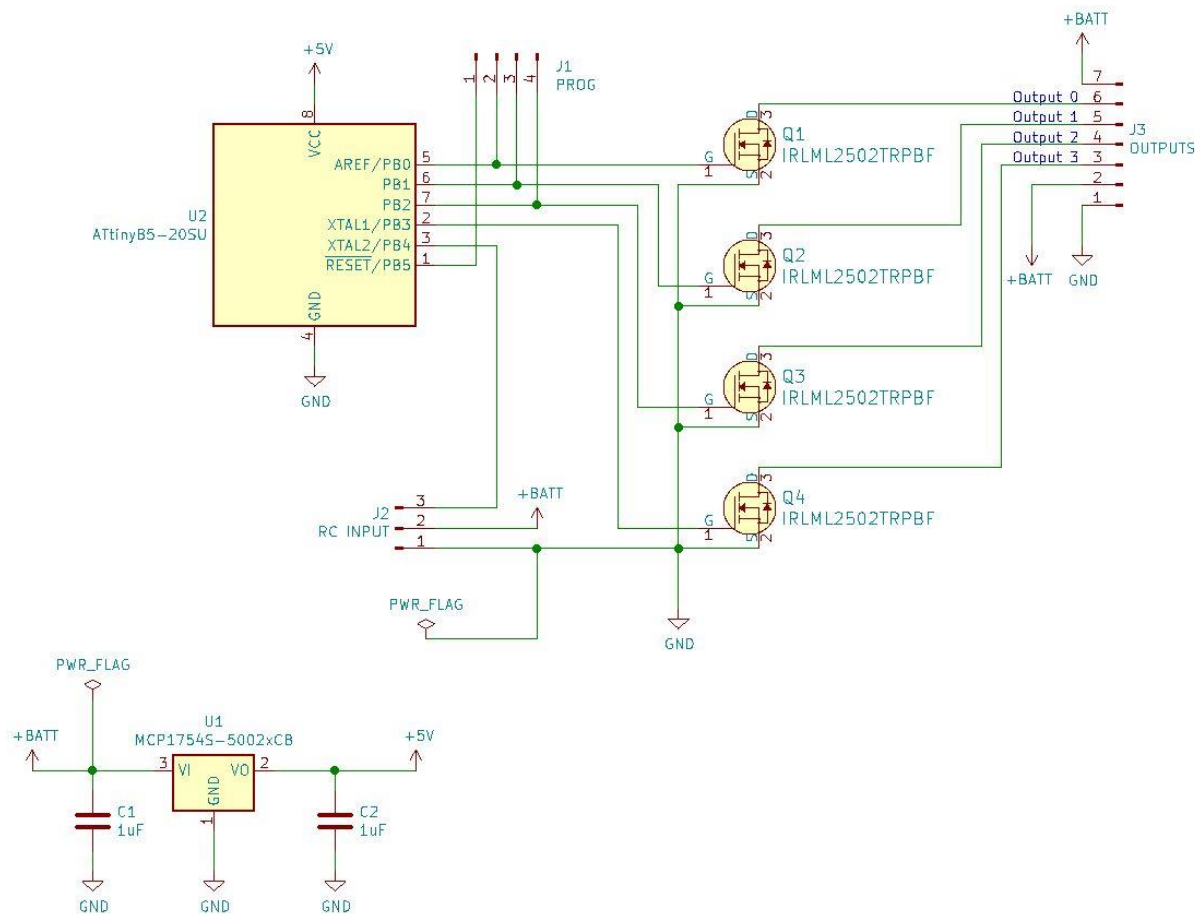 +5V
8
VCC
U2
ATtinyB5-20SU
AREF/PB0
5
PB1
6
PB2
7
XTAL1/PB3
2
XTAL2/PB4
3
RESET/PB5
1
GND
4
GND
1
2
3
4
J1
PROG
D
3
G
1
S
2
Q1
IRLML2502TRPBF
D
3
G
1
S
2
Q2
IRLML2502TRPBF
D
3
G
1
S
2
Q3
IRLML2502TRPBF
D
3
G
1
S
2
Q4
IRLML2502TRPBF
GND
+BATT
7
Output 0
6
Output 1
5
Output 2
4
Output 3
3
2
1
J3
OUTPUTS
+BATT
GND
J2
RC INPUT
3
2
1
+BATT
PWR_FLAG
PWR_FLAG
+BATT
U1
MCP1754S-5002xCB
3
VI
VO
2
GND
1
+5V
C1
1uF
C2
1uF
GND
GND
GND